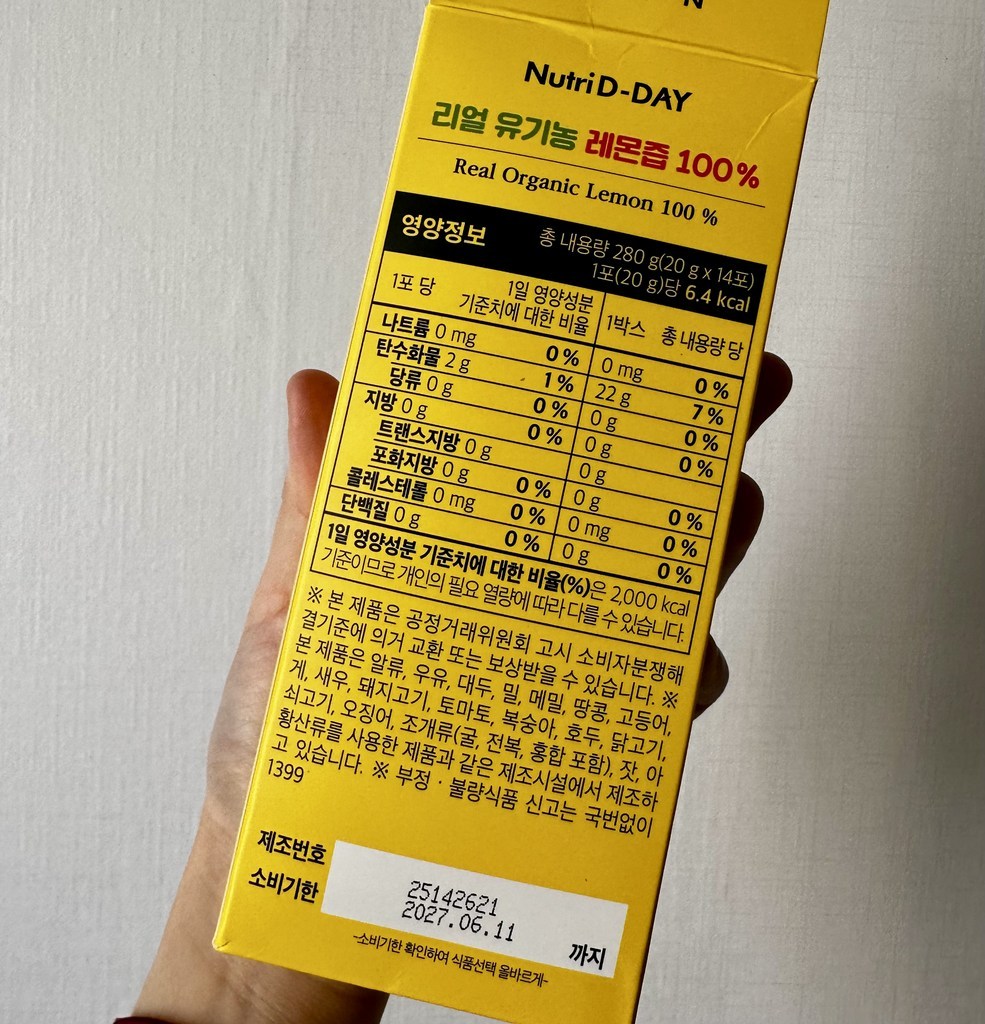 N
Nutri D-DAY
리얼 유기농 레몬즙 100%
Real Organic Lemon 100 %
영양정보 총 내용량 280 g(20 g x 14포)
1포(20 g)당 6.4 kcal
1포 당 1일 영양성분 기준치에 대한 비율 1박스 총 내용량 당
나트륨 0 mg 0 % 0 mg 0 %
탄수화물 2 g 1 % 22 g 7 %
당류 0 g 0 % 0 g 0 %
지방 0 g 0 % 0 g 0 %
트랜스지방 0 g 0 g
포화지방 0 g 0 % 0 g 0 %
콜레스테롤 0 mg 0 % 0 mg 0 %
단백질 0 g 0 % 0 g 0 %
1일 영양성분 기준치에 대한 비율(%)은 2,000 kcal
기준이므로 개인의 필요 열량에 따라 다를 수 있습니다.
※ 본 제품은 공정거래위원회 고시 소비자분쟁해
결기준에 의거 교환 또는 보상받을 수 있습니다. ※
본 제품은 알류, 우유, 대두, 밀, 메밀, 땅콩, 고등어,
게, 새우, 돼지고기, 토마토, 복숭아, 호두, 닭고기,
쇠고기, 오징어, 조개류(굴, 전복, 홍합 포함), 잣, 아
황산류를 사용한 제품과 같은 제조시설에서 제조하
고 있습니다. ※ 부정 · 불량식품 신고는 국번없이
1399
제조번호 25142621
소비기한 2027.06.11 까지
-소비기한 확인하여 식품선택 올바르게-